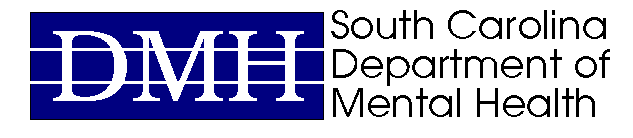 DMH
South Carolina
Department of
Mental Health